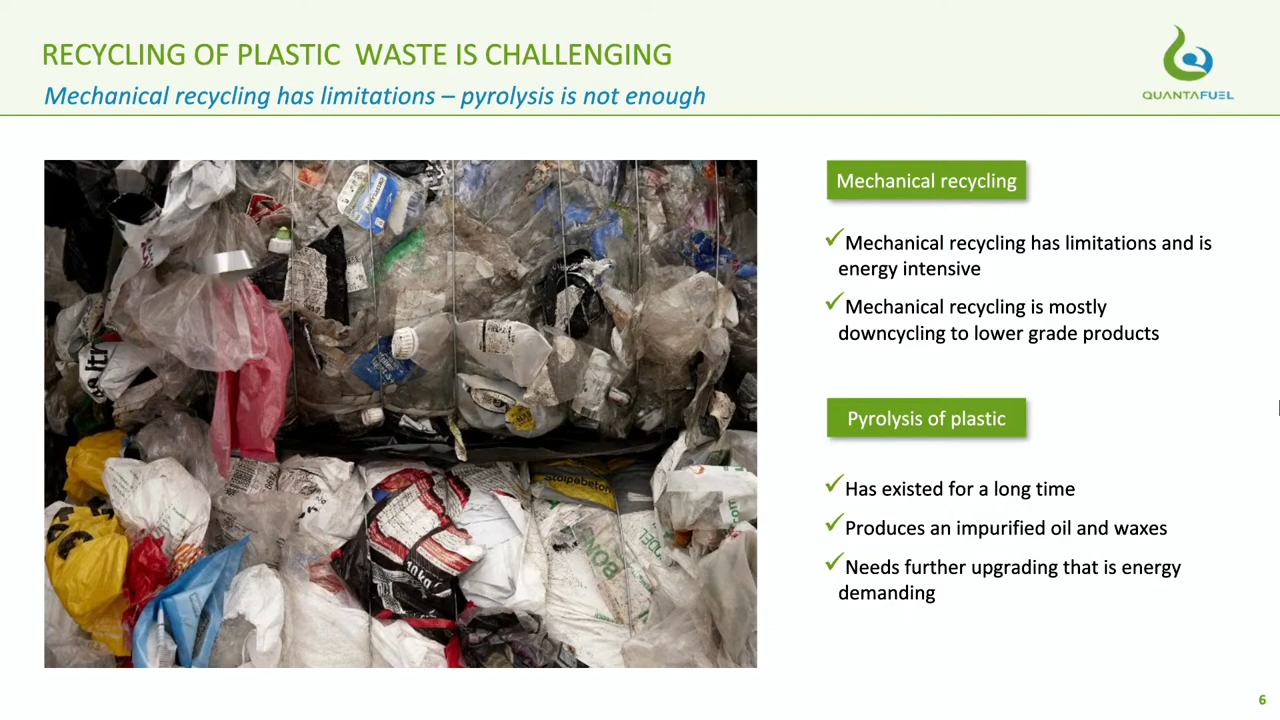 RECYCLING OF PLASTIC WASTE IS CHALLENGING
Mechanical recycling has limitations – pyrolysis is not enough
QUANTAFUEL
Mechanical recycling
Mechanical recycling has limitations and is
energy intensive
Mechanical recycling is mostly
downcycling to lower grade products
Pyrolysis of plastic
Has existed for a long time
Produces an impurified oil and waxes
Needs further upgrading that is energy
demanding
Stolpebetong
10kg
6